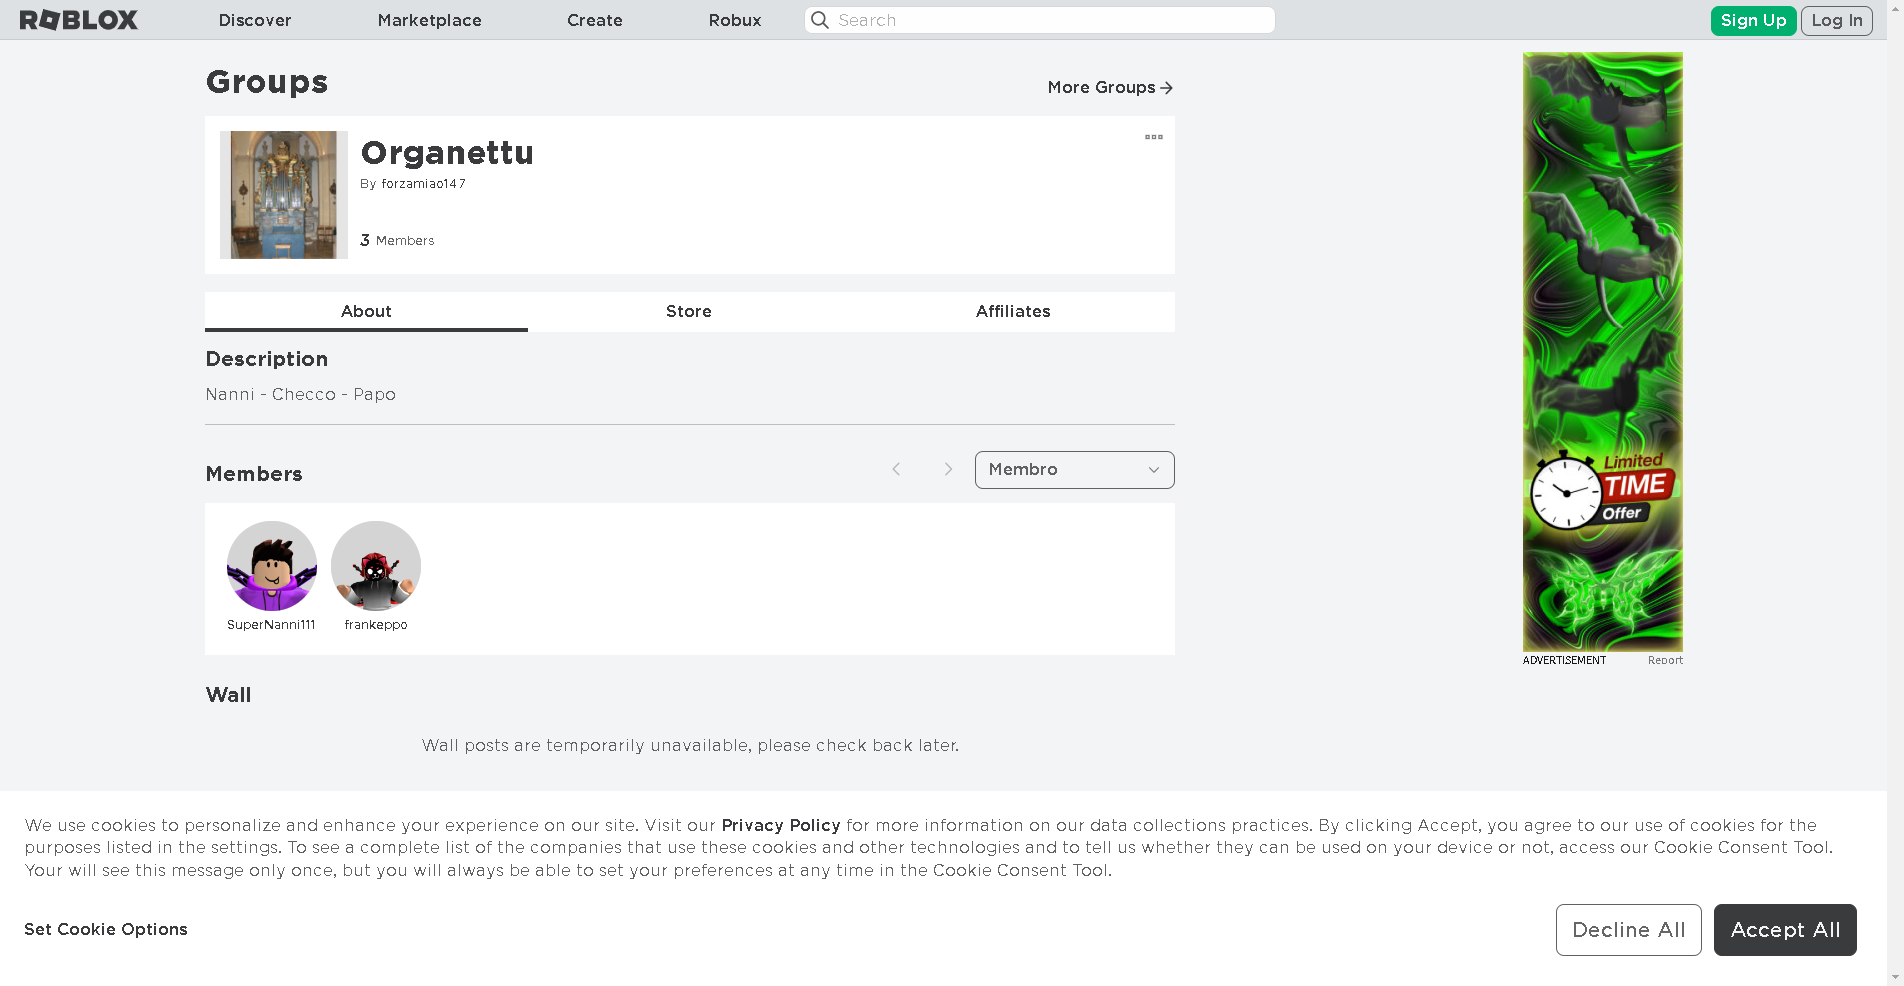 ROBLOX
Discover
Marketplace
Create
Robux
Search
Sign Up
Log In
Groups
More Groups
Organettu
By forzamiao147
3 Members
About
Store
Affiliates
Description
Nanni - Checco - Papo
Members
Membro
SuperNanni111
frankeppo
Wall
Wall posts are temporarily unavailable, please check back later.
Limited
TIME
Offer
ADVERTISEMENT
Report
We use cookies to personalize and enhance your experience on our site. Visit our Privacy Policy for more information on our data collections practices. By clicking Accept, you agree to our use of cookies for the
purposes listed in the settings. To see a complete list of the companies that use these cookies and other technologies and to tell us whether they can be used on your device or not, access our Cookie Consent Tool.
Your will see this message only once, but you will always be able to set your preferences at any time in the Cookie Consent Tool.
Set Cookie Options
Decline All
Accept All